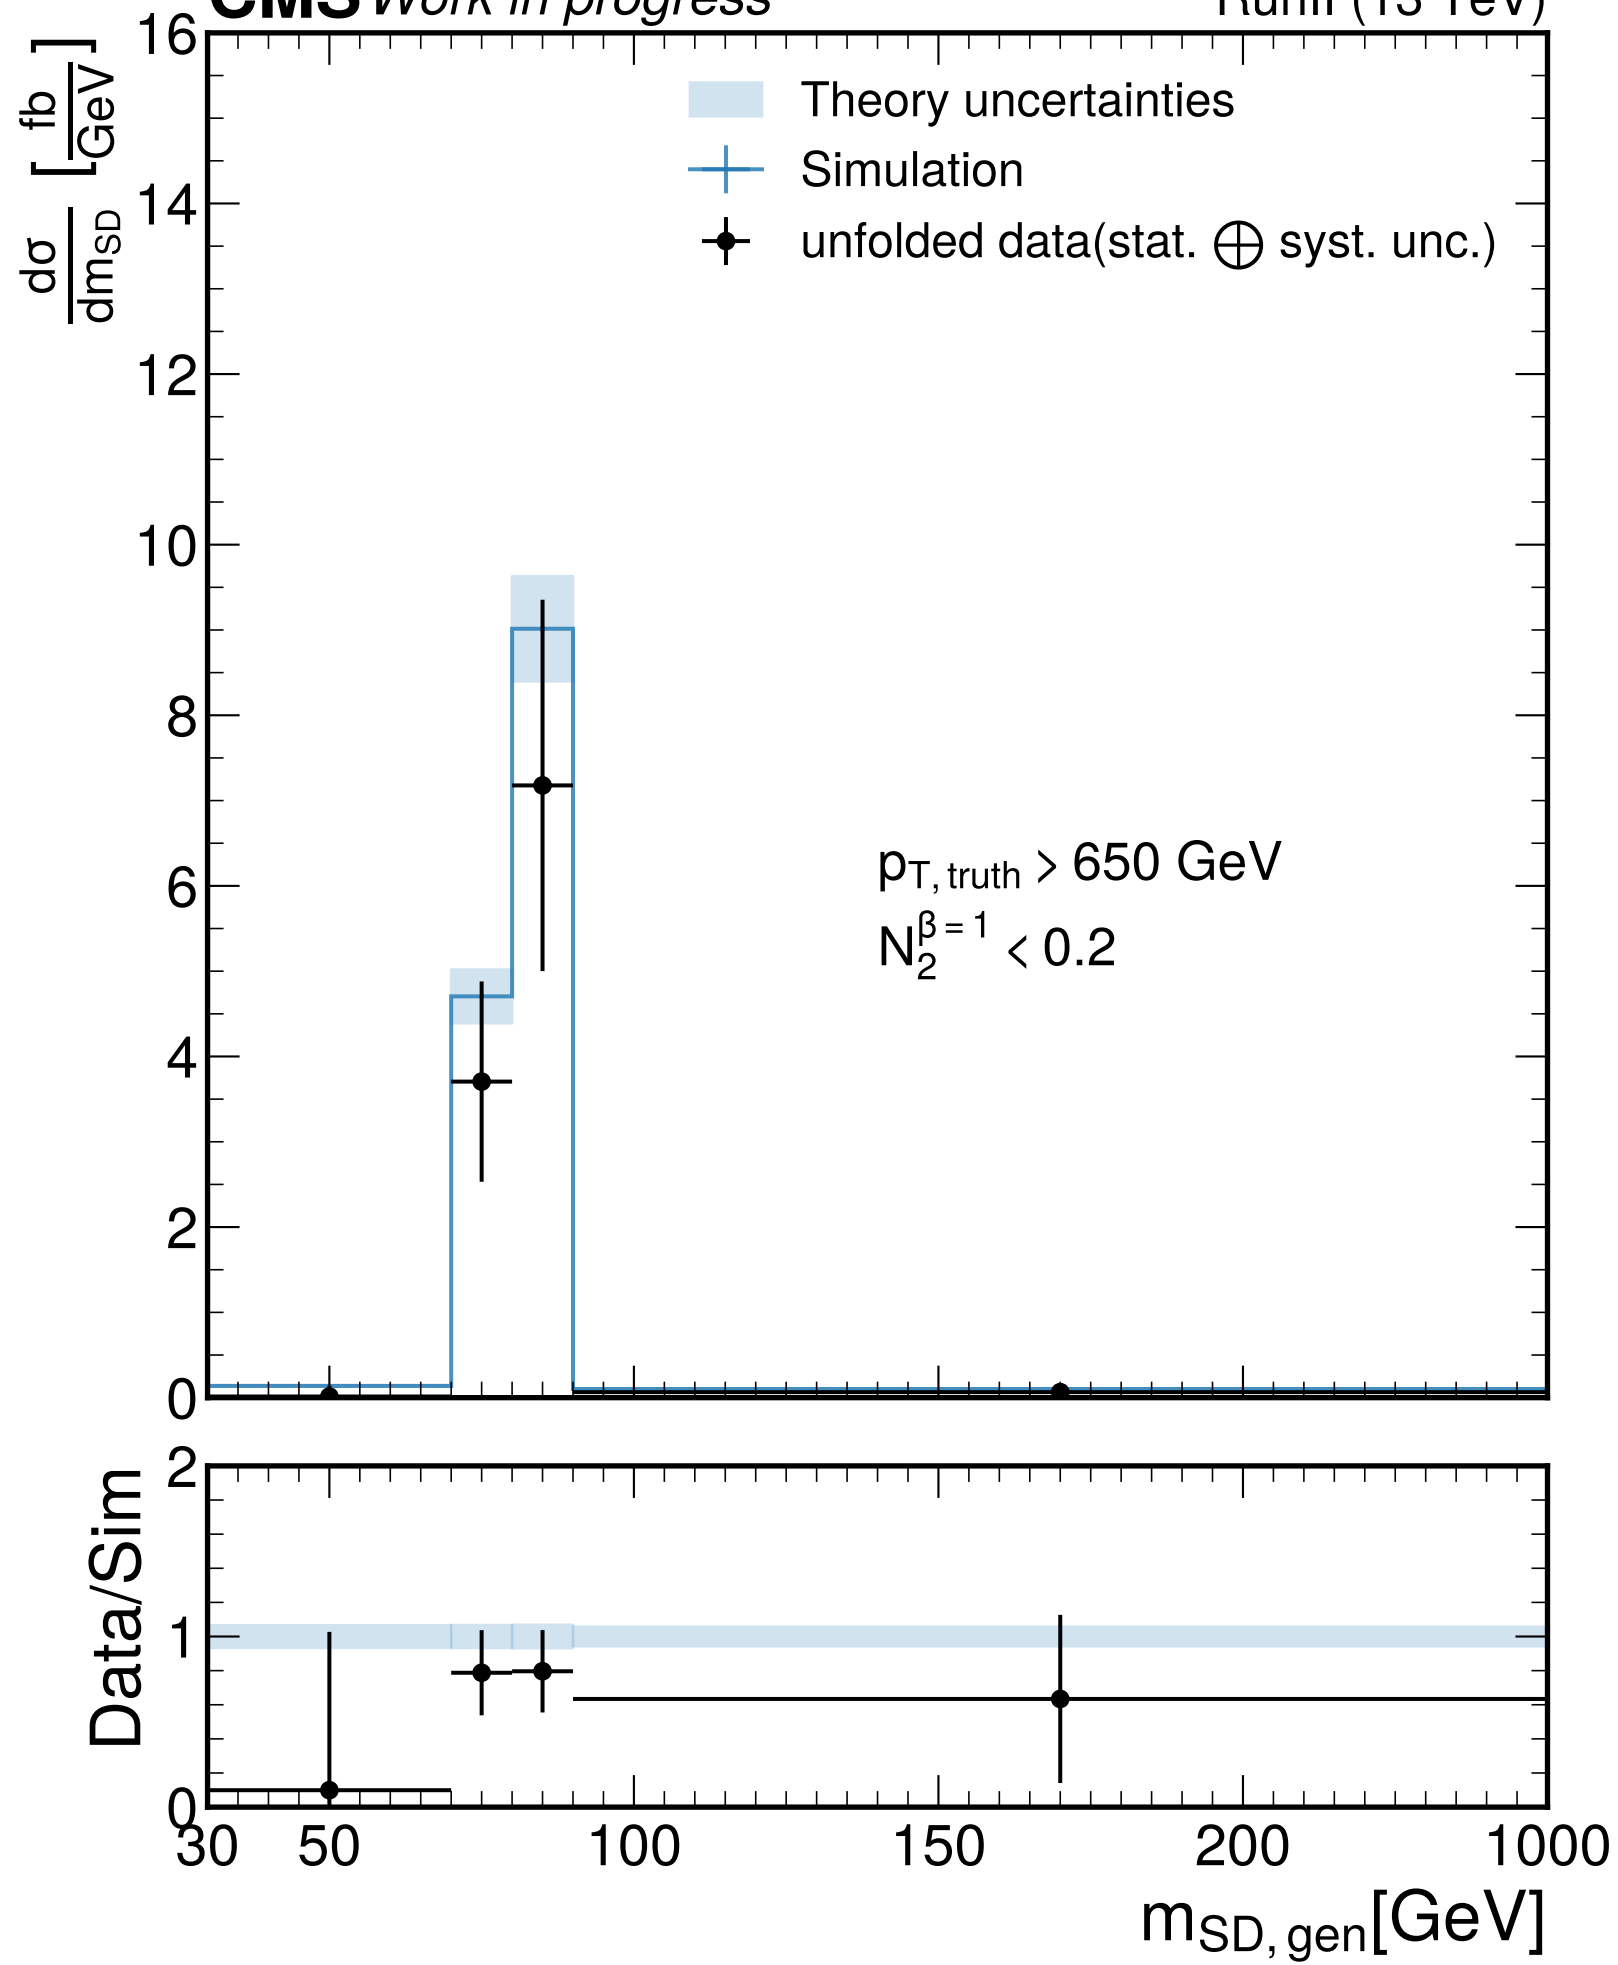 CMS Work in progress
RunII (13 TeV)
dσ/dm_SD [fb/GeV]
16
14
12
10
8
6
4
2
0
Theory uncertainties
Simulation
unfolded data(stat. ⨁ syst. unc.)
p_T, truth > 650 GeV
N_2^β = 1 < 0.2
Data/Sim
2
1
0
30 50 100 150 200 1000
m_SD, gen[GeV]